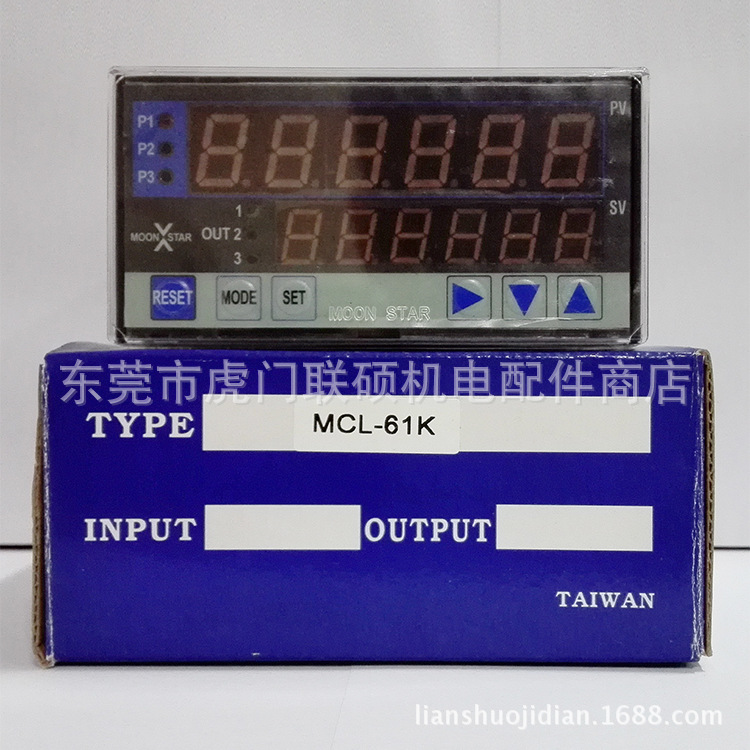 P1
P2
P3
PV
SV
MOON X STAR
OUT
1
2
3
RESET
MODE
SET
MOON STAR
东莞市虎门联硕机电配件商店
TYPE
MCL-61K
INPUT
OUTPUT
TAIWAN
lianshuojidian.1688.com